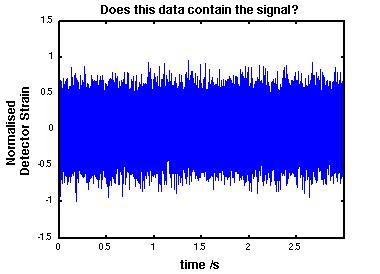 Does this data contain the signal?
1.5
1
0.5
0
-0.5
-1
-1.5
Normalised
Detector Strain
0 0.5 1 1.5 2 2.5
time /s